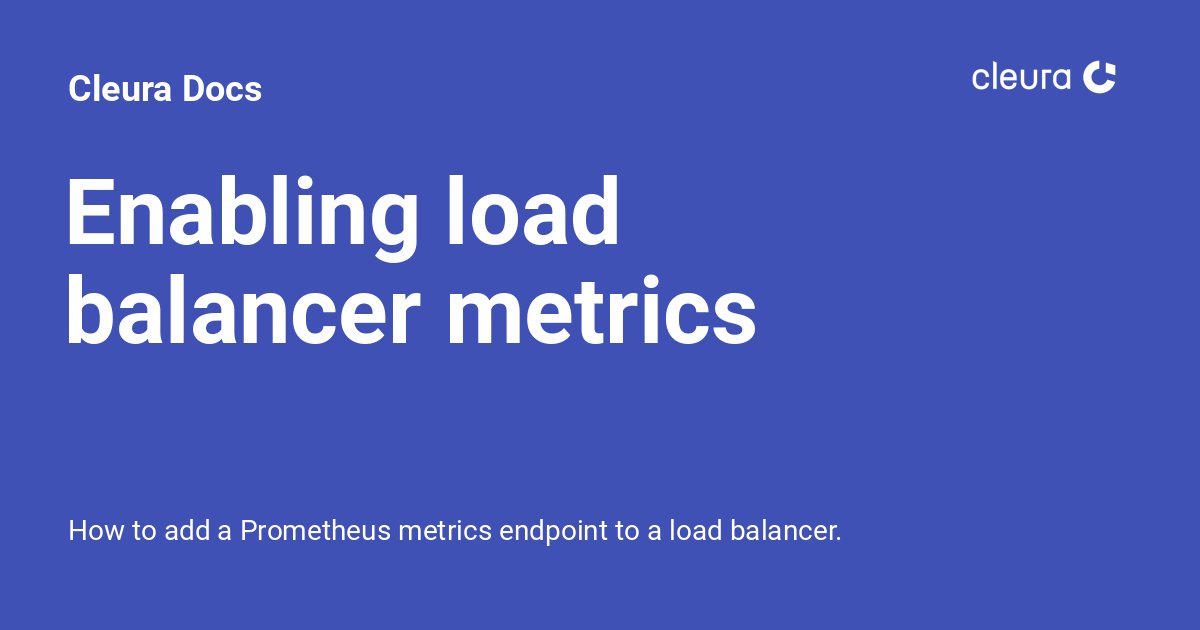 Cleura Docs
cleura
Enabling load
balancer metrics
How to add a Prometheus metrics endpoint to a load balancer.